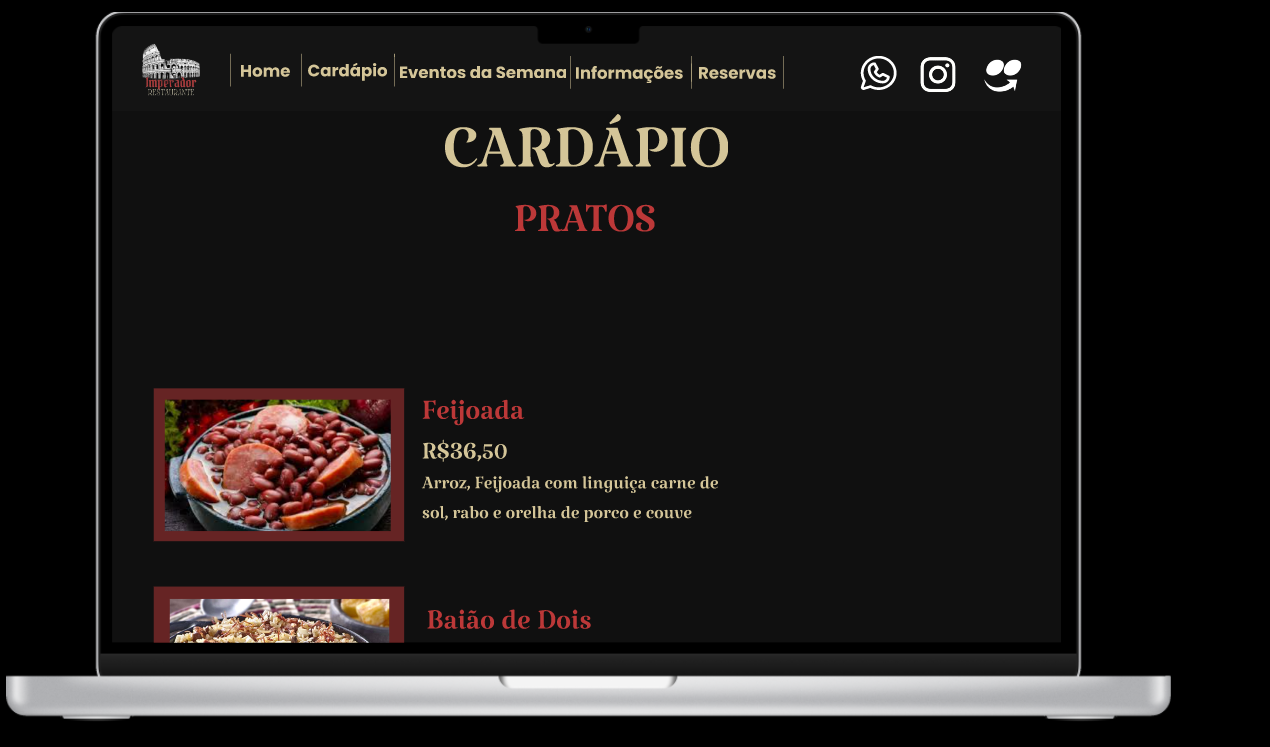 Imperador
RESTAURANTE
Home
Cardápio
Eventos da Semana
Informações
Reservas
CARDÁPIO
PRATOS
Feijoada
R$36,50
Arroz, Feijoada com linguiça carne de
sol, rabo e orelha de porco e couve
Baião de Dois